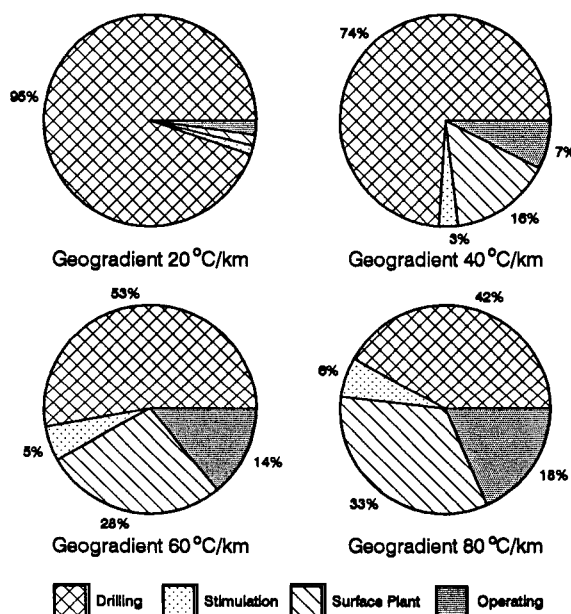 95%
74%
7%
16%
3%
Geogradient 20 °C/km
Geogradient 40 °C/km
53%
42%
5%
14%
28%
6%
18%
33%
Geogradient 60 °C/km
Geogradient 80 °C/km
Drilling
Stimulation
Surface Plant
Operating